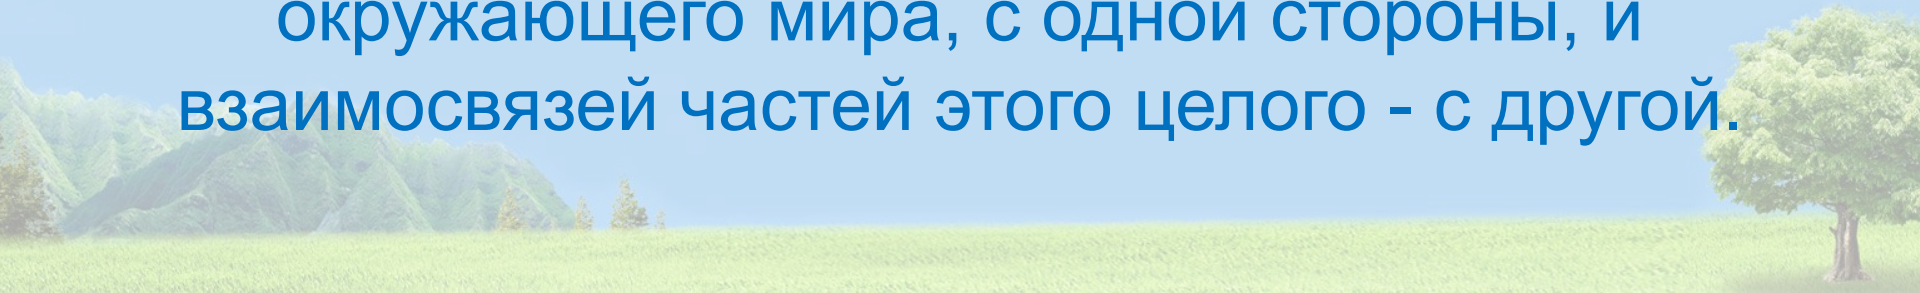 окружающего мира, с одной стороны, и
взаимосвязей частей этого целого - с другой.